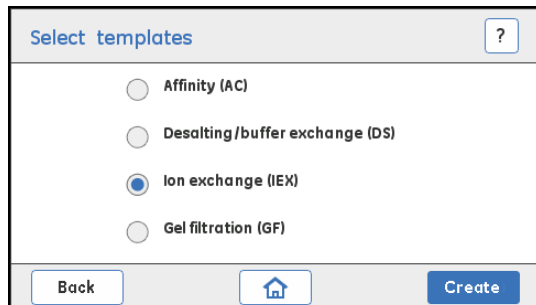 Select templates
?
Affinity (AC)
Desalting/buffer exchange (DS)
Ion exchange (IEX)
Gel filtration (GF)
Back
Create